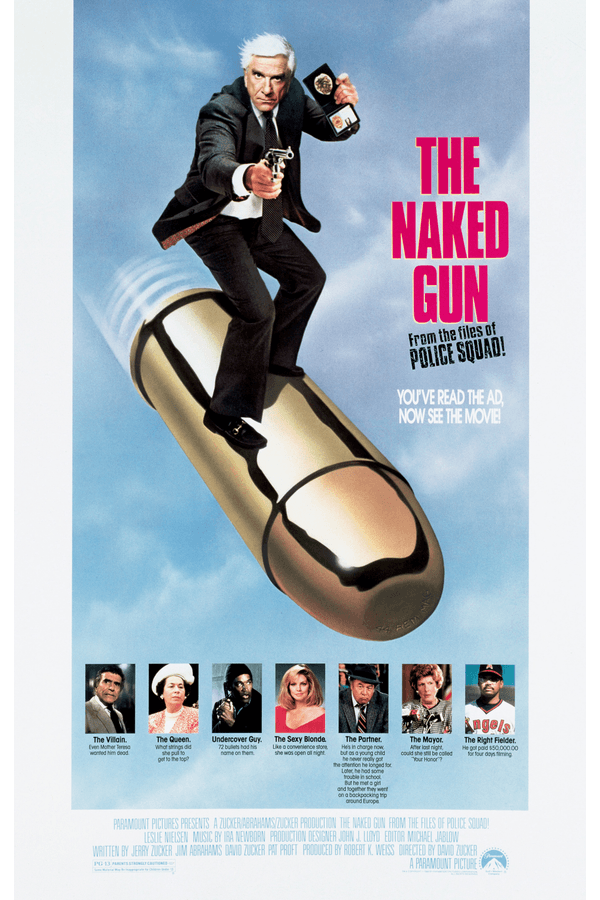 THE
NAKED
GUN
From the files of
POLICE SQUAD!
YOU'VE READ THE AD,
NOW SEE THE MOVIE!
The Villain.
Even Mother Teresa
wanted him dead.
The Queen.
What strings did
she pull to
get to the top?
Undercover Guy.
72 bullets had his
name on them.
The Sexy Blonde.
Like a convenience store,
she was open all night.
The Partner.
He's in charge now,
but as a young child
he never really got
the attention he longed for.
Later, he had some
trouble in school.
But he met a girl
and together they went
on a backpacking trip
around Europe.
The Mayor.
After last night,
could she still be called
"Your Honor"?
Angels
The Right Fielder.
He got paid $50,000.00
for four days filming.
PARAMOUNT PICTURES PRESENTS A ZUCKER/ABRAHAMS/ZUCKER PRODUCTION THE NAKED GUN FROM THE FILES OF POLICE SQUAD!
LESLIE NIELSEN MUSIC BY IRA NEWBORN PRODUCTION DESIGNER JOHN J. LLOYD EDITOR MICHAEL JABLOW
WRITTEN BY JERRY ZUCKER JIM ABRAHAMS DAVID ZUCKER PAT PROFT PRODUCED BY ROBERT K. WEISS DIRECTED BY DAVID ZUCKER
PG-13 PARENTS STRONGLY CAUTIONED
A PARAMOUNT PICTURE